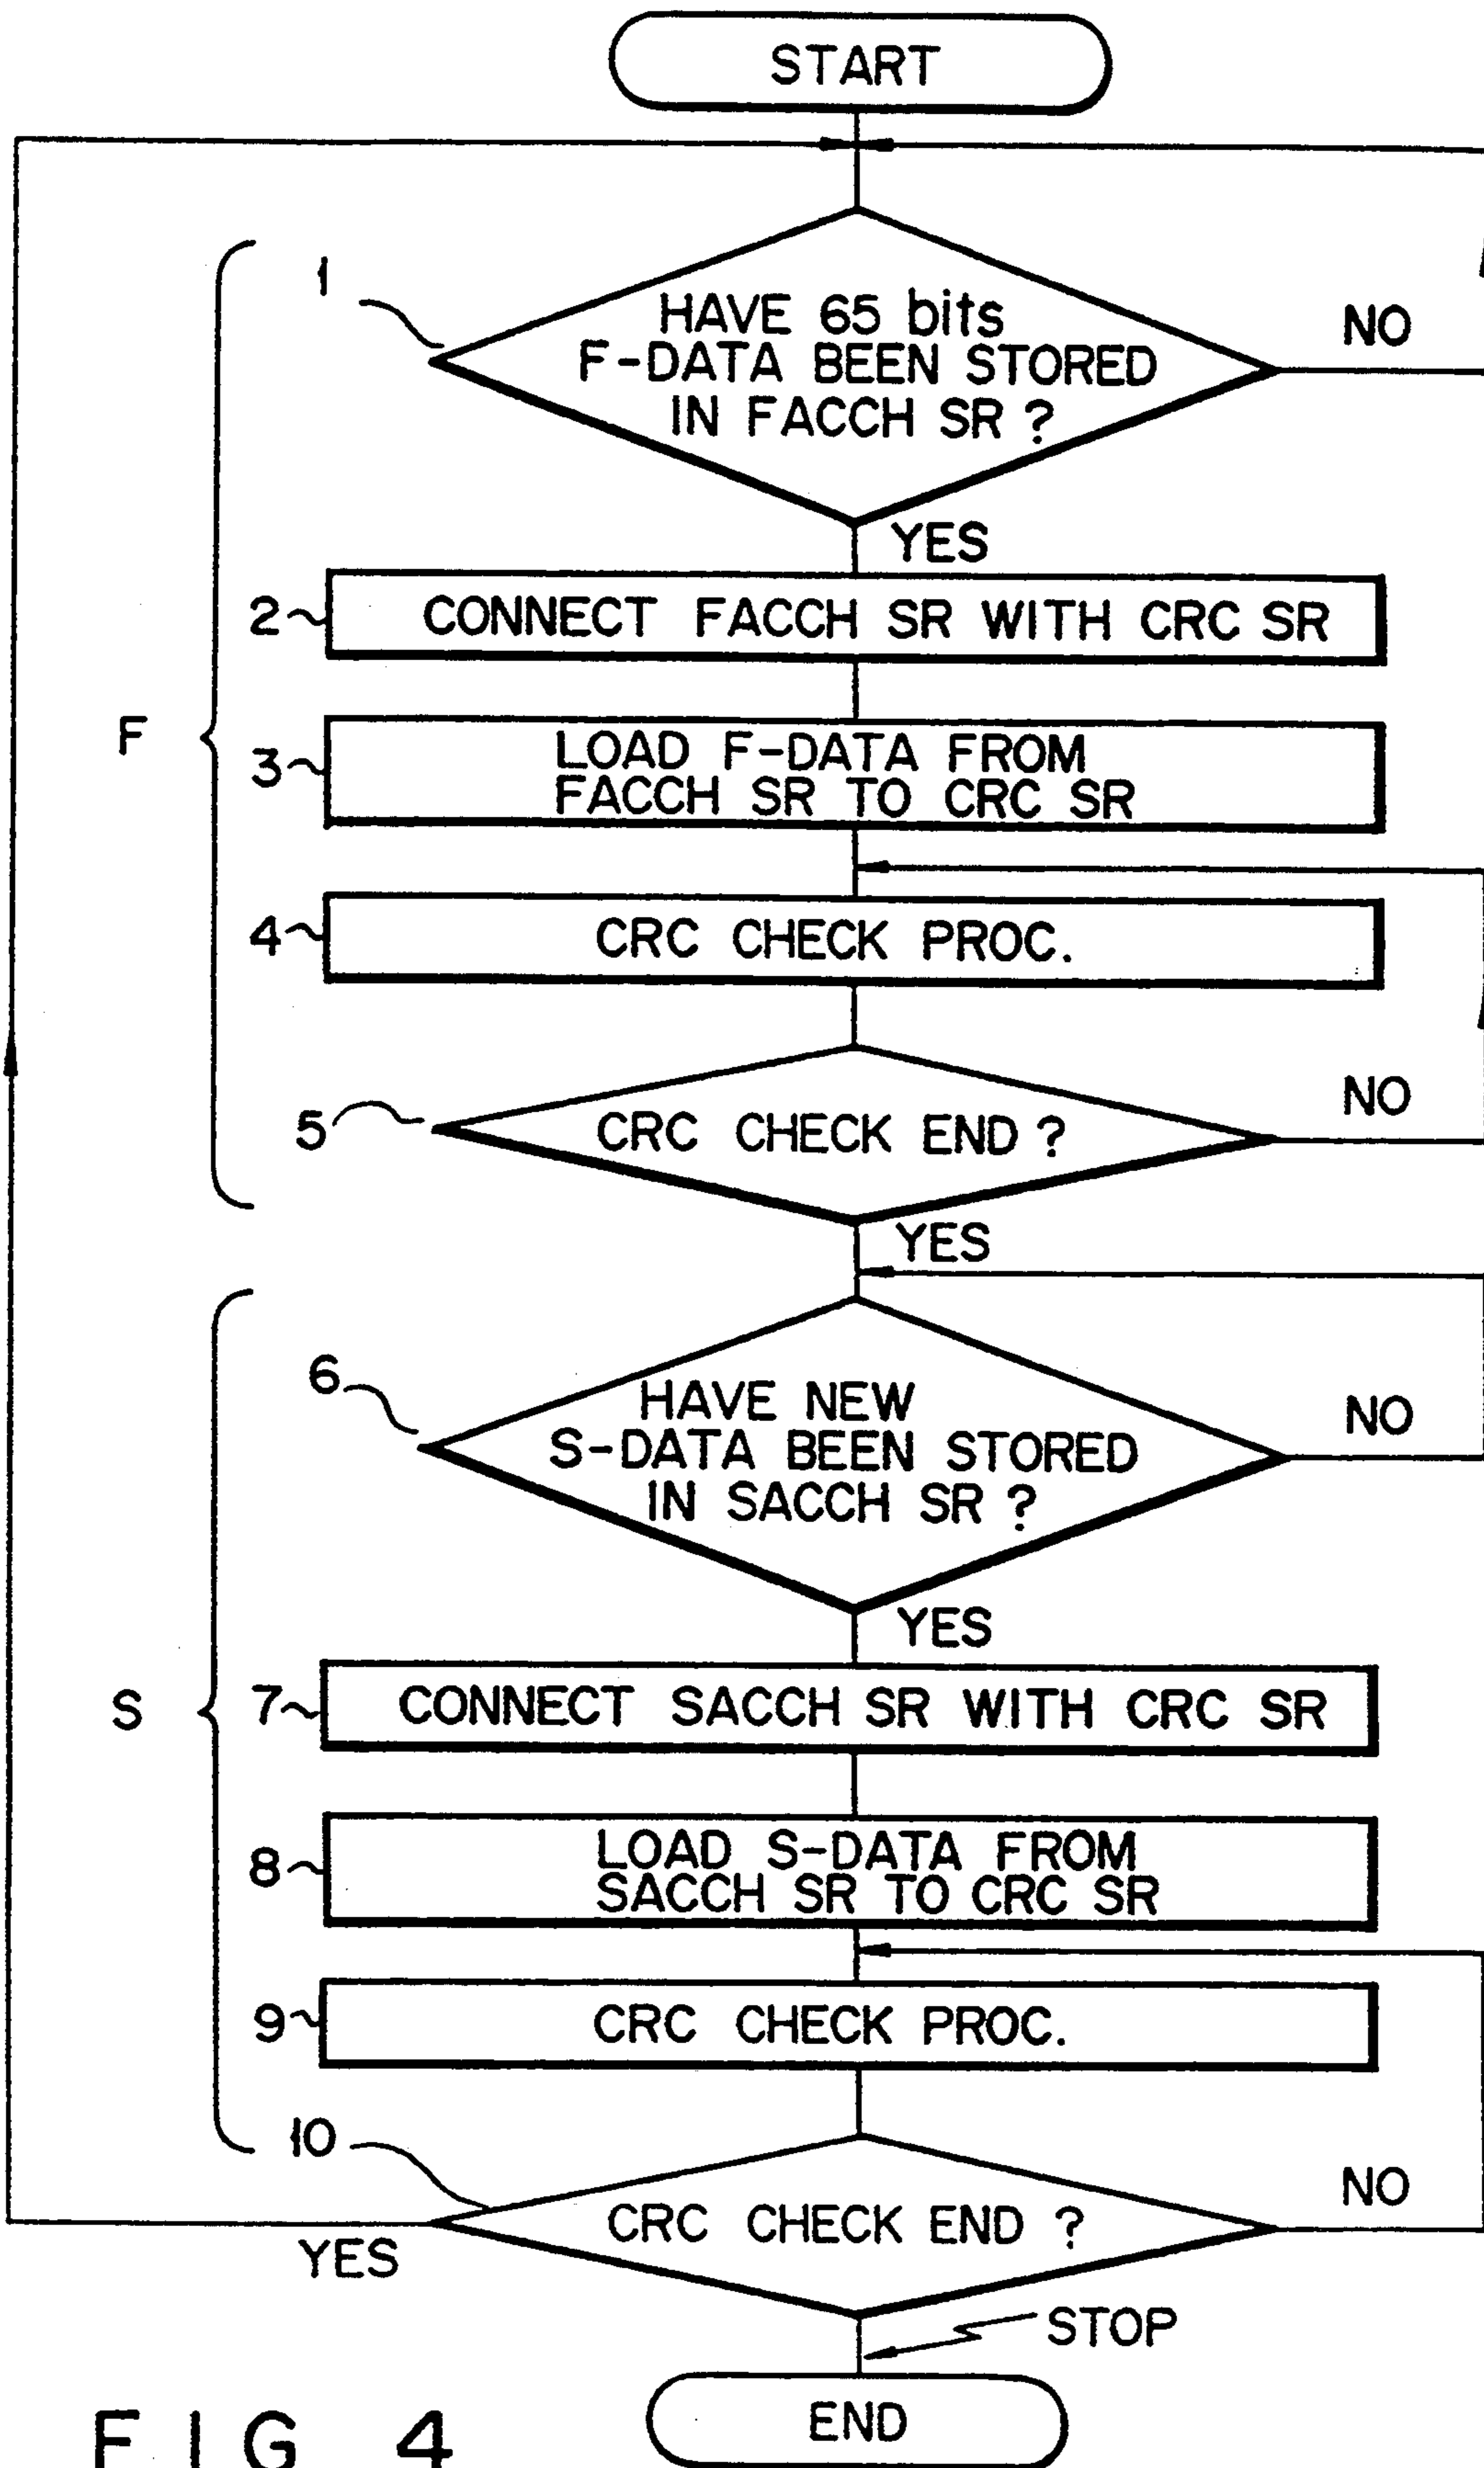 START
1
HAVE 65 bits
F-DATA BEEN STORED
IN FACCH SR ?
NO
YES
2
CONNECT FACCH SR WITH CRC SR
F
3
LOAD F-DATA FROM
FACCH SR TO CRC SR
4
CRC CHECK PROC.
5
CRC CHECK END ?
NO
YES
6
HAVE NEW
S-DATA BEEN STORED
IN SACCH SR ?
NO
YES
S
7
CONNECT SACCH SR WITH CRC SR
8
LOAD S-DATA FROM
SACCH SR TO CRC SR
9
CRC CHECK PROC.
10
CRC CHECK END ?
NO
YES
STOP
END
FIG 4